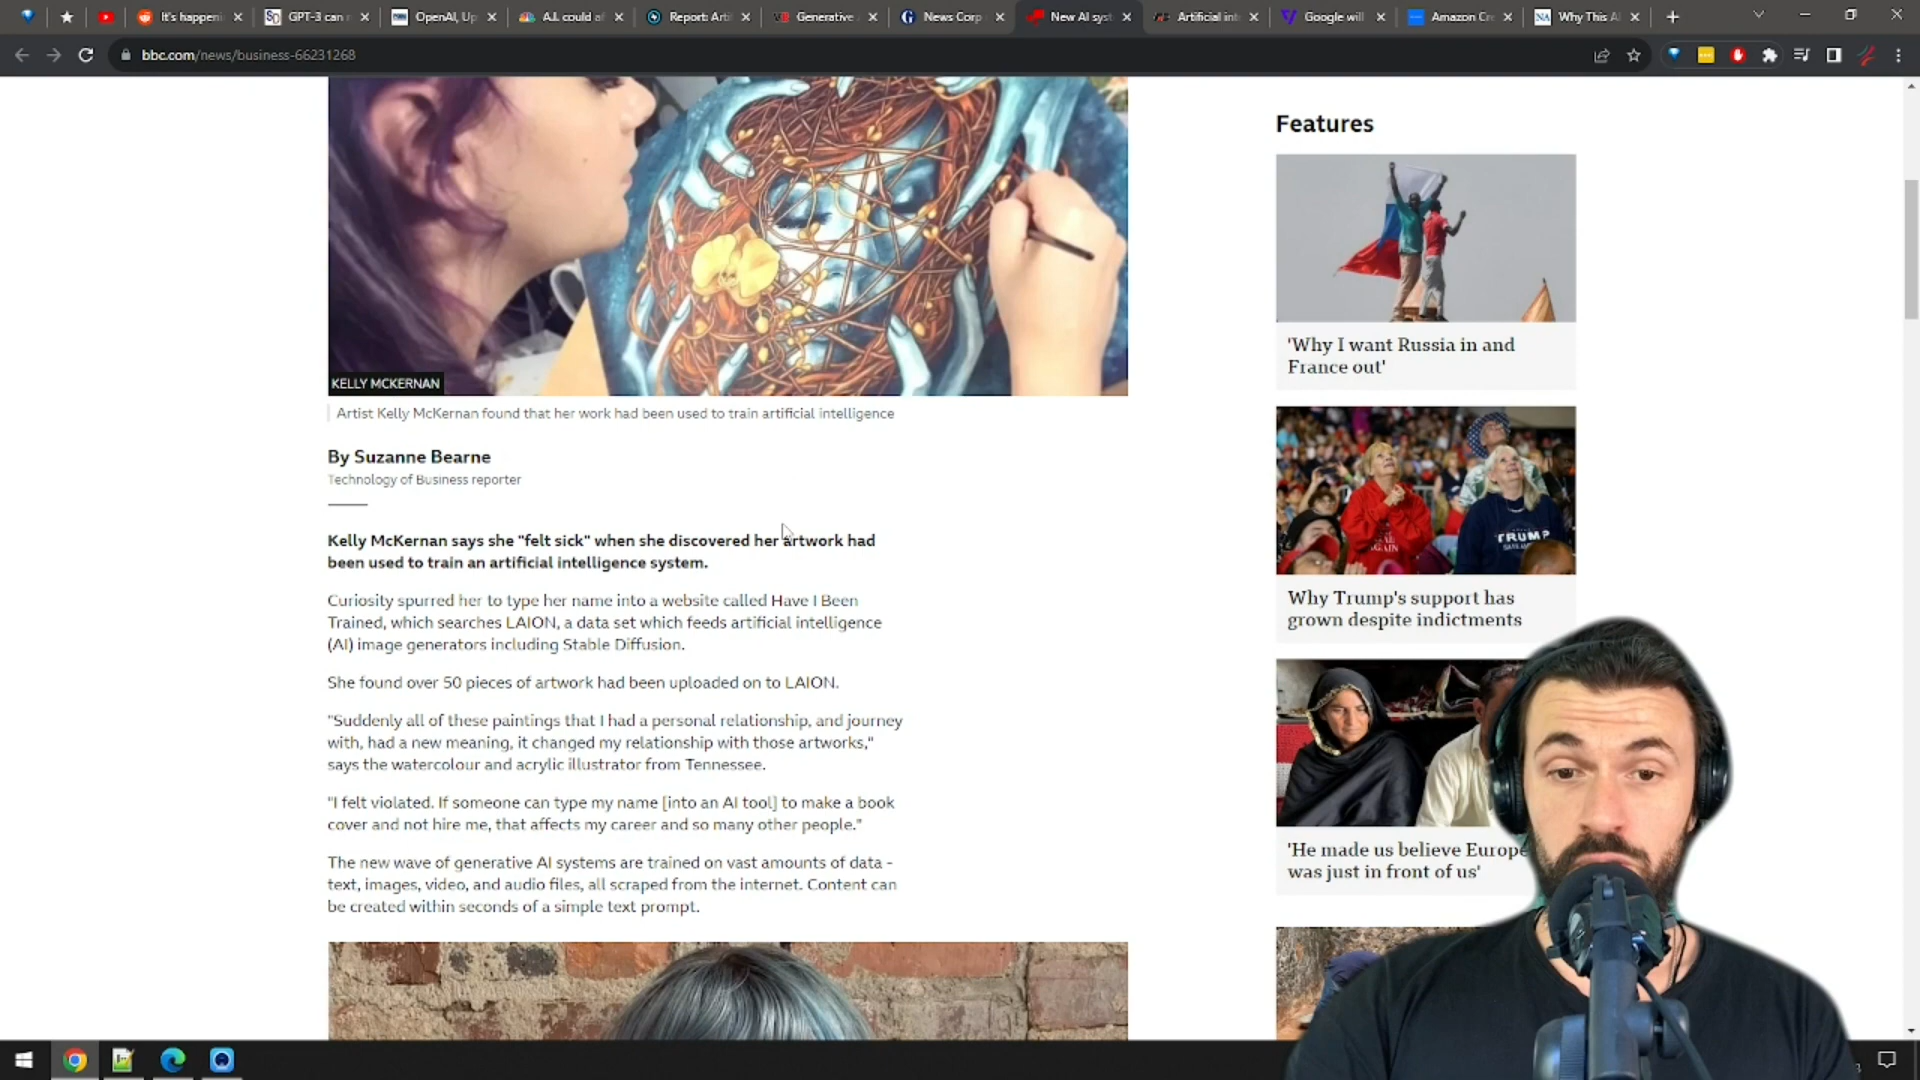 It's happeni
GPT-3 can r
OpenAI, Up
A.I. could a
Report: Arti
Generative
News Corp
New AI syst
Artificial int
Google will
Amazon Cr
Why This A
bbc.com/news/business-66231268
KELLY MCKERNAN
Artist Kelly McKernan found that her work had been used to train artificial intelligence
By Suzanne Bearne
Technology of Business reporter
Kelly McKernan says she "felt sick" when she discovered her artwork had
been used to train an artificial intelligence system.
Curiosity spurred her to type her name into a website called Have I Been
Trained, which searches LAION, a data set which feeds artificial intelligence
(AI) image generators including Stable Diffusion.
She found over 50 pieces of artwork had been uploaded on to LAION.
"Suddenly all of these paintings that I had a personal relationship, and journey
with, had a new meaning, it changed my relationship with those artworks,"
says the watercolour and acrylic illustrator from Tennessee.
"I felt violated. If someone can type my name [into an AI tool] to make a book
cover and not hire me, that affects my career and so many other people."
The new wave of generative AI systems are trained on vast amounts of data -
text, images, video, and audio files, all scraped from the internet. Content can
be created within seconds of a simple text prompt.
Features
'Why I want Russia in and
France out'
TRUMP
Why Trump's support has
grown despite indictments
'He made us believe Europe
was just in front of us'